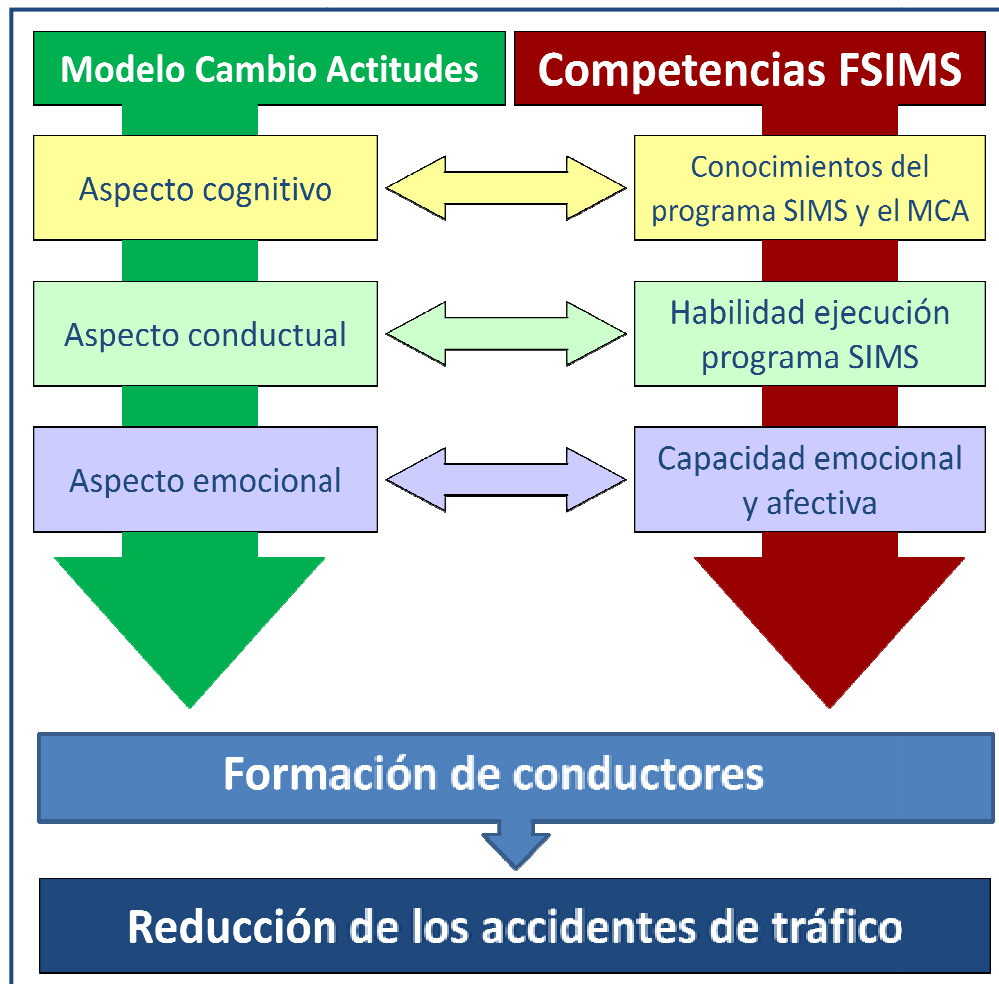 Modelo Cambio Actitudes
Competencias FSIMS
Aspecto cognitivo
Conocimientos del
programa SIMS y el MCA
Aspecto conductual
Habilidad ejecución
programa SIMS
Aspecto emocional
Capacidad emocional
y afectiva
Formación de conductores
Reducción de los accidentes de tráfico